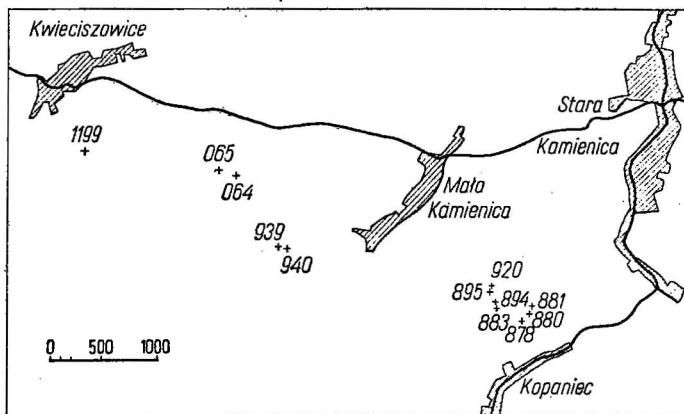 Kwieciszowice
1199
065
064
939
940
Stara
Kamienica
Mała
Kamienica
920
895
894
881
883
880
878
Kopaniec
0 500 1000